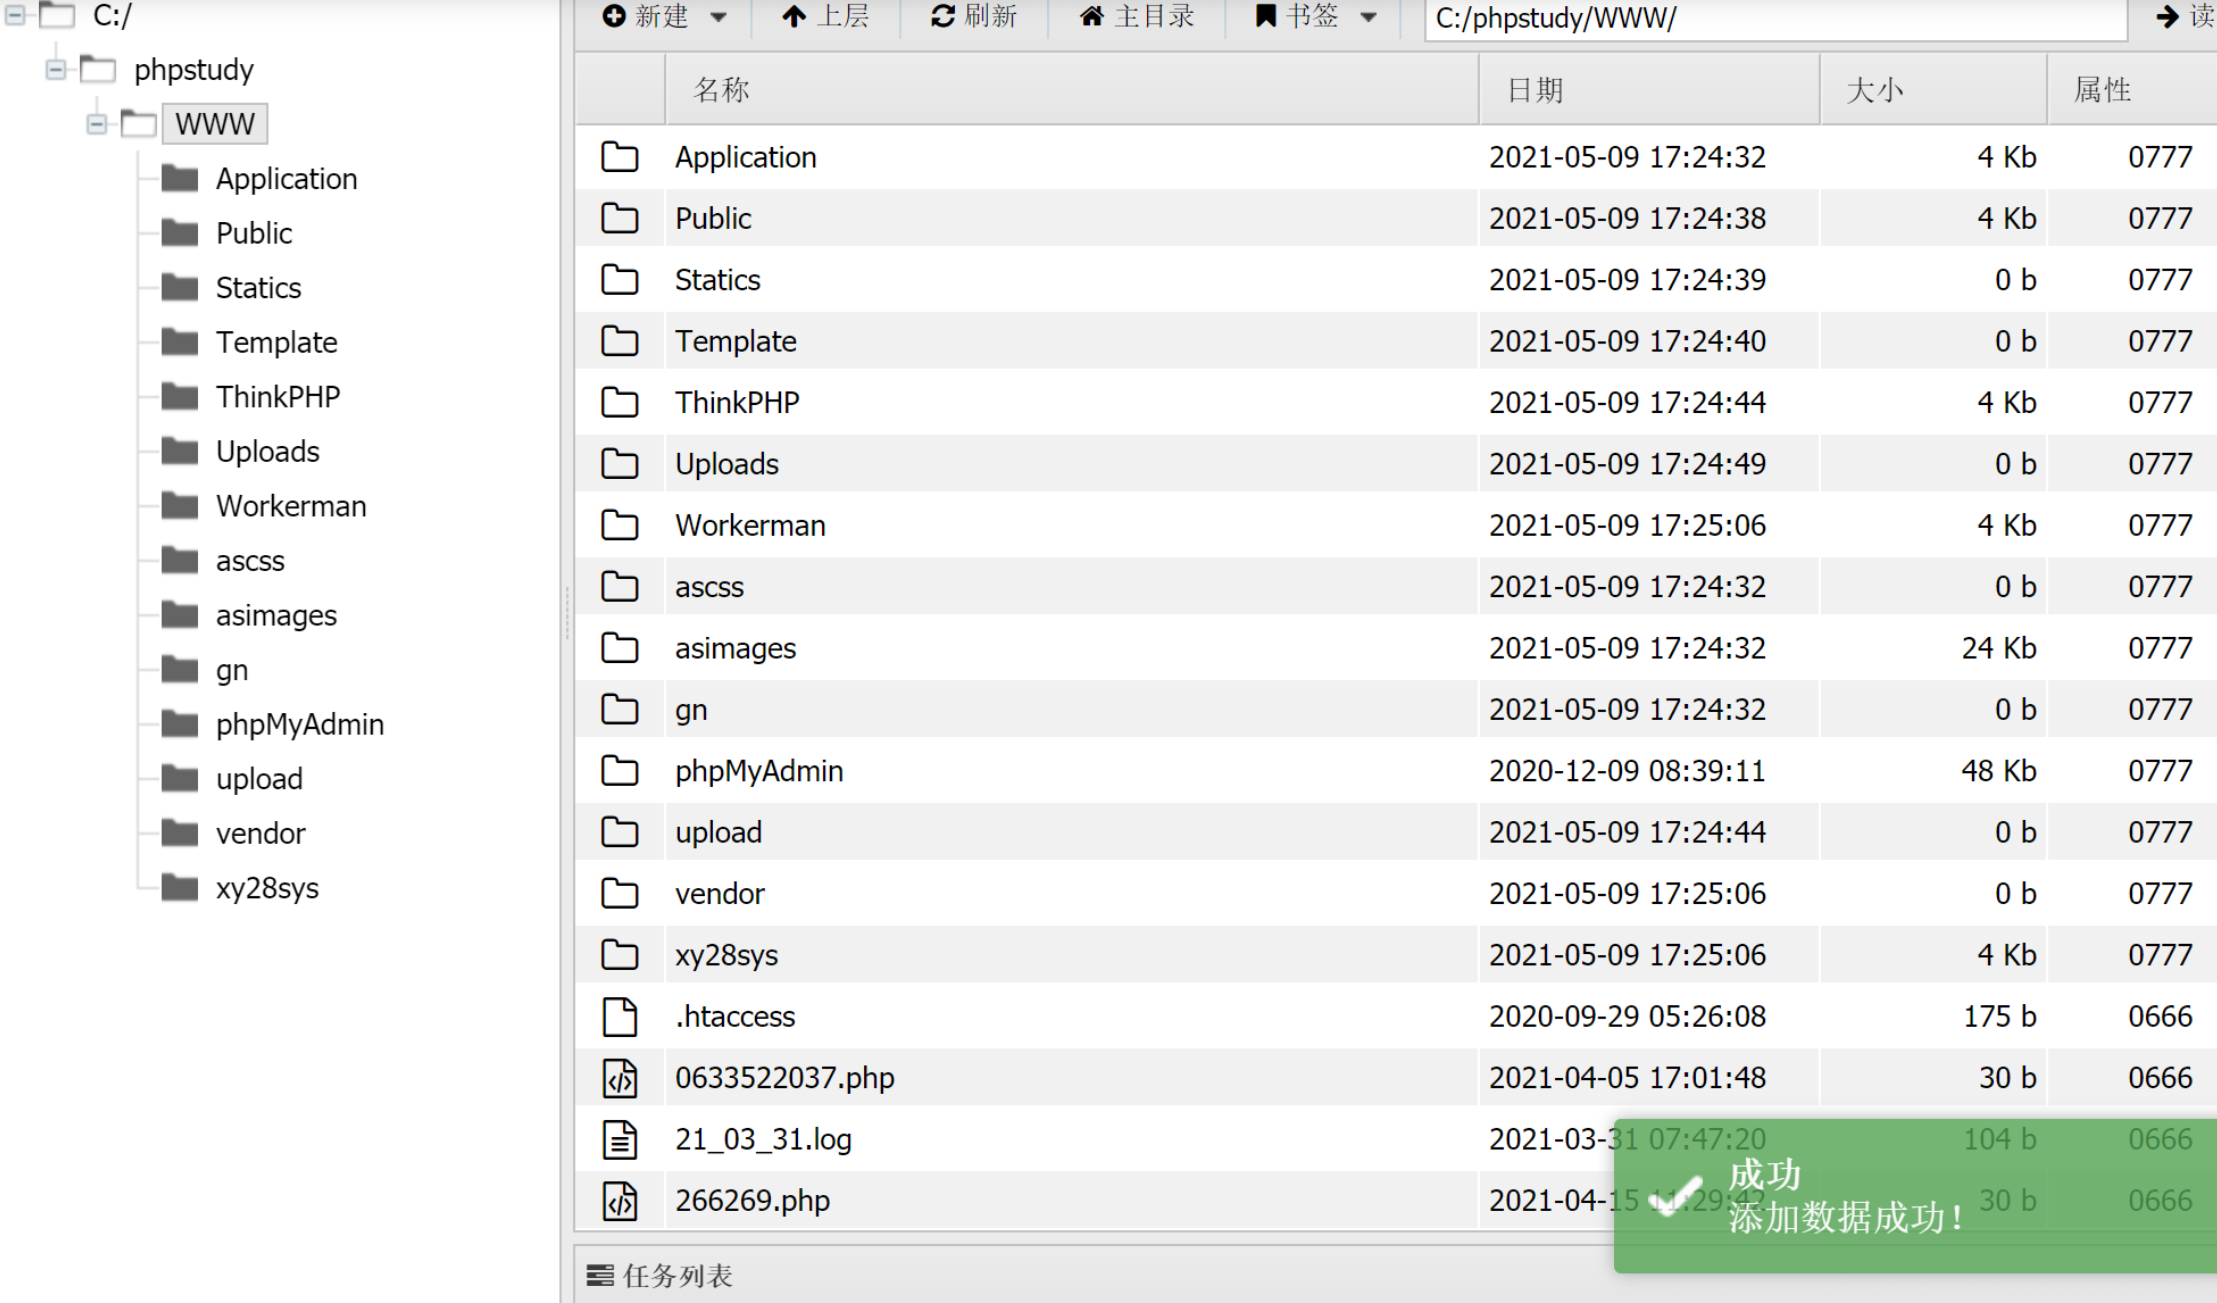 C:/
phpstudy
WWW
Application
Public
Statics
Template
ThinkPHP
Uploads
Workerman
ascss
asimages
gn
phpMyAdmin
upload
vendor
xy28sys
新建 上层 刷新 主目录 书签 C:/phpstudy/WWW/ 读
名称 日期 大小 属性
Application 2021-05-09 17:24:32 4 Kb 0777
Public 2021-05-09 17:24:38 4 Kb 0777
Statics 2021-05-09 17:24:39 0 b 0777
Template 2021-05-09 17:24:40 0 b 0777
ThinkPHP 2021-05-09 17:24:44 4 Kb 0777
Uploads 2021-05-09 17:24:49 0 b 0777
Workerman 2021-05-09 17:25:06 4 Kb 0777
ascss 2021-05-09 17:24:32 0 b 0777
asimages 2021-05-09 17:24:32 24 Kb 0777
gn 2021-05-09 17:24:32 0 b 0777
phpMyAdmin 2020-12-09 08:39:11 48 Kb 0777
upload 2021-05-09 17:24:44 0 b 0777
vendor 2021-05-09 17:25:06 0 b 0777
xy28sys 2021-05-09 17:25:06 4 Kb 0777
.htaccess 2020-09-29 05:26:08 175 b 0666
0633522037.php 2021-04-05 17:01:48 30 b 0666
21_03_31.log 2021-03-31 07:47:20 104 b 0666
266269.php 2021-04-15 11:29:42 30 b 0666
成功
添加数据成功!
任务列表